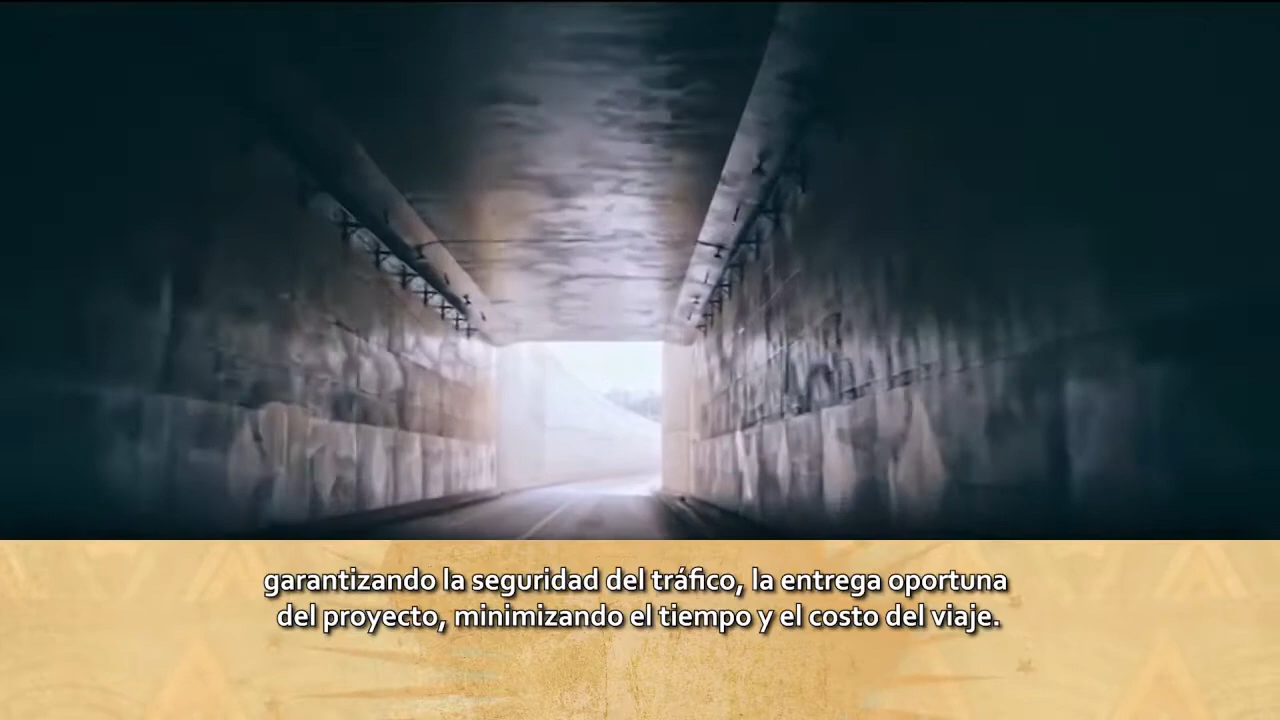 garantizando la seguridad del tráfico, la entrega oportuna
del proyecto, minimizando el tiempo y el costo del viaje.